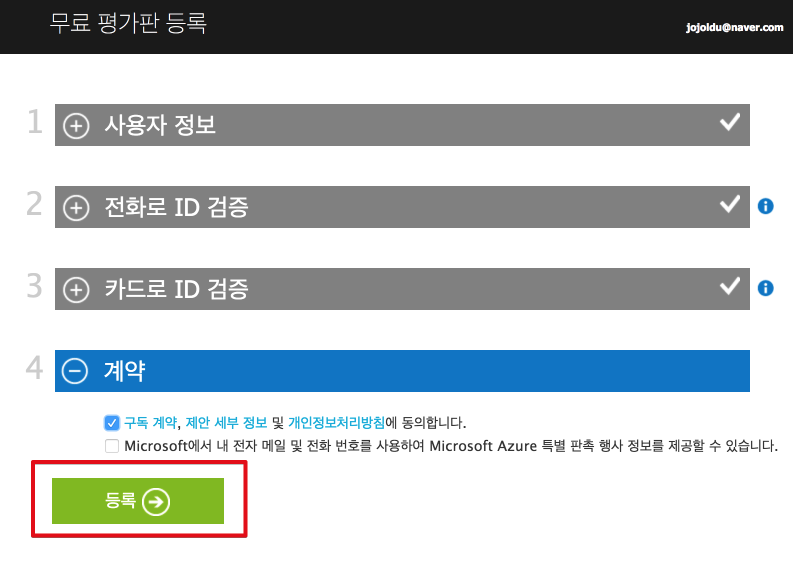 무료 평가판 등록
jojoldu@naver.com
1 사용자 정보
2 전화로 ID 검증
3 카드로 ID 검증
4 계약
구독 계약, 제안 세부 정보 및 개인정보처리방침에 동의합니다.
Microsoft에서 내 전자 메일 및 전화 번호를 사용하여 Microsoft Azure 특별 판촉 행사 정보를 제공할 수 있습니다.
등록